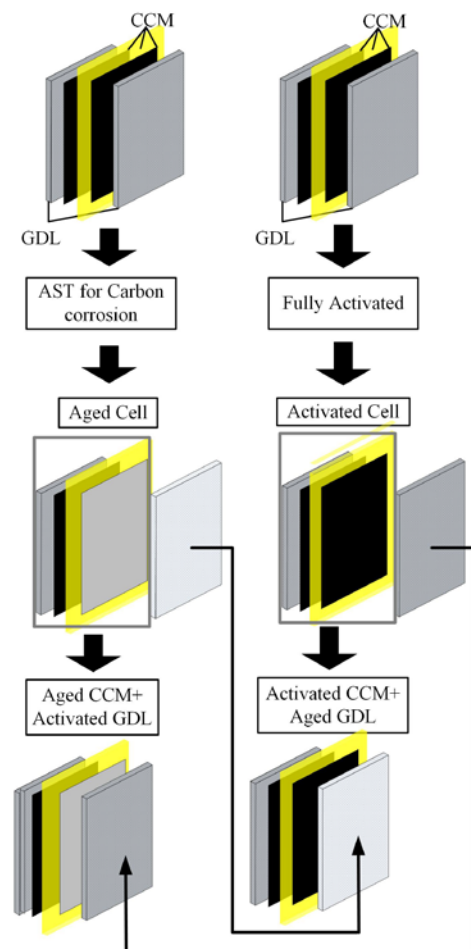 CCM
CCM
GDL
GDL
AST for Carbon
corrosion
Fully Activated
Aged Cell
Activated Cell
Aged CCM+
Activated GDL
Activated CCM+
Aged GDL